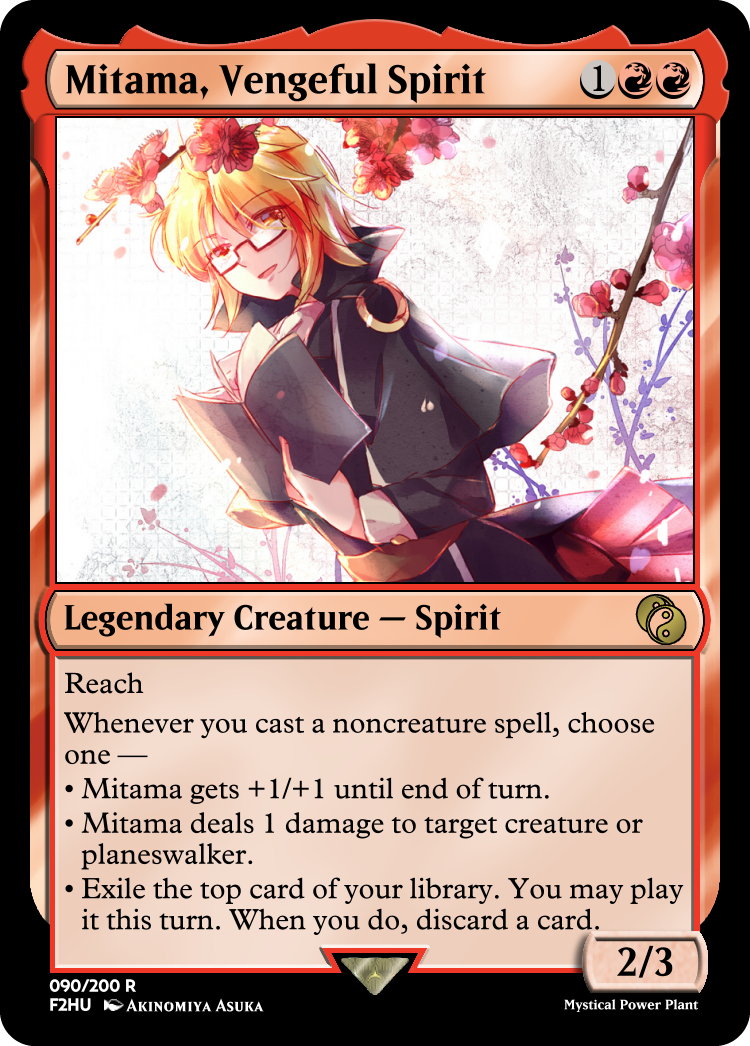 Mitama, Vengeful Spirit
1
Legendary Creature — Spirit
Reach
Whenever you cast a noncreature spell, choose
one —
• Mitama gets +1/+1 until end of turn.
• Mitama deals 1 damage to target creature or
planeswalker.
• Exile the top card of your library. You may play
it this turn. When you do, discard a card.
2/3
090/200 R
F2HU Akinomiya Asuka
Mystical Power Plant